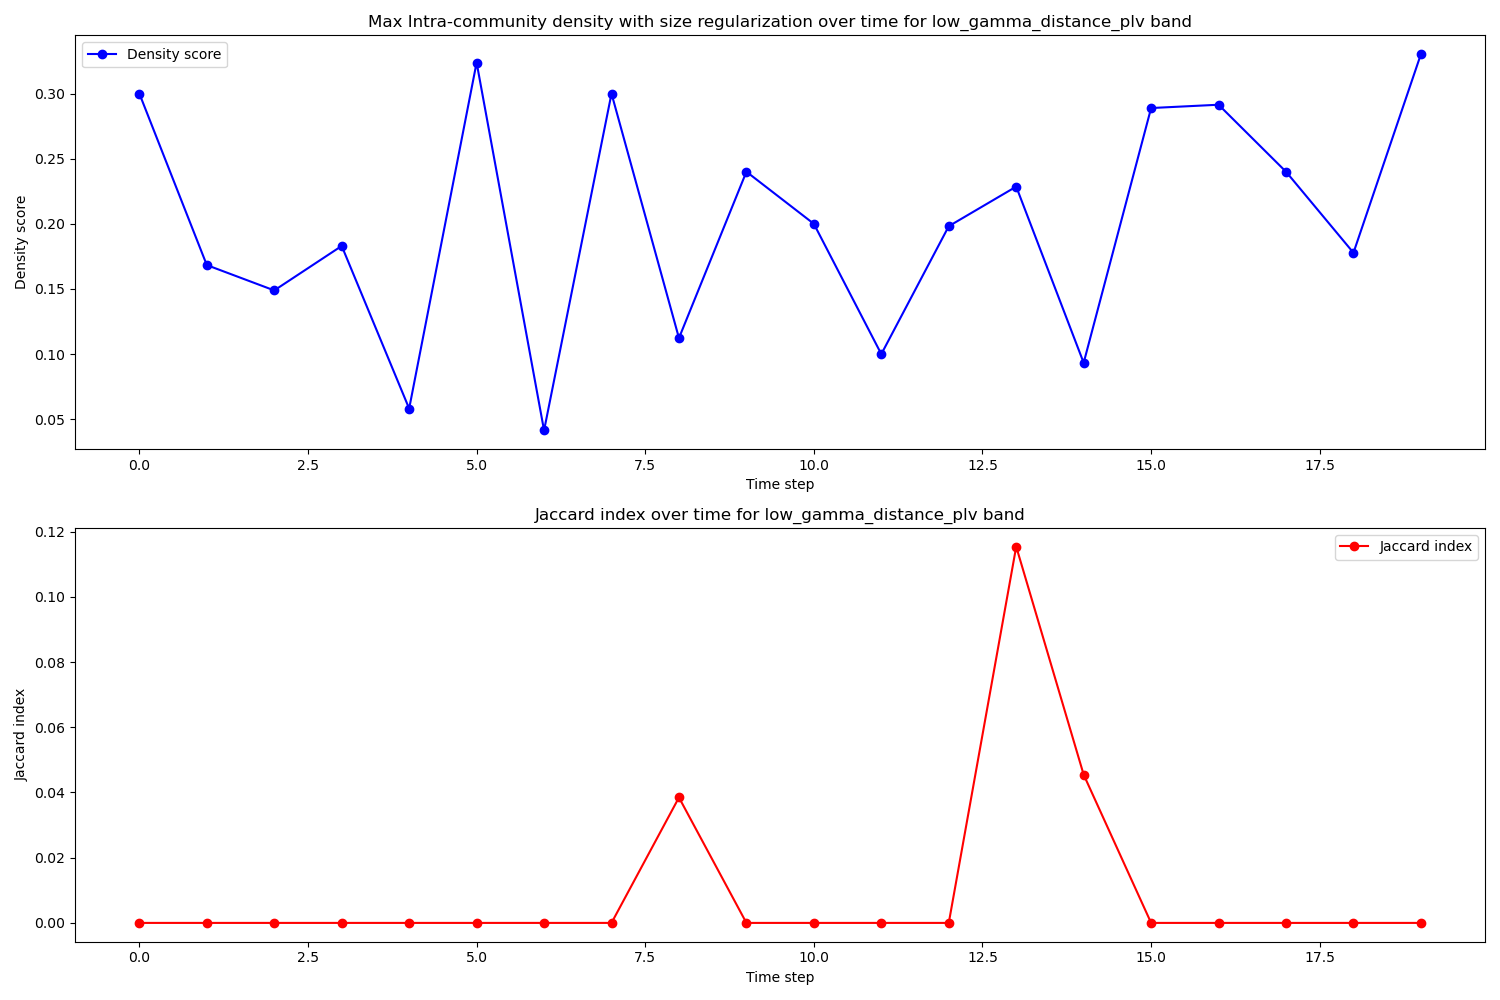 Max Intra-community density with size regularization over time for low_gamma_distance_plv band
Density score
Density score
0.30
0.25
0.20
0.15
0.10
0.05
0.0 2.5 5.0 7.5 10.0 12.5 15.0 17.5
Time step
Jaccard index over time for low_gamma_distance_plv band
Jaccard index
Jaccard index
0.12
0.10
0.08
0.06
0.04
0.02
0.00
0.0 2.5 5.0 7.5 10.0 12.5 15.0 17.5
Time step